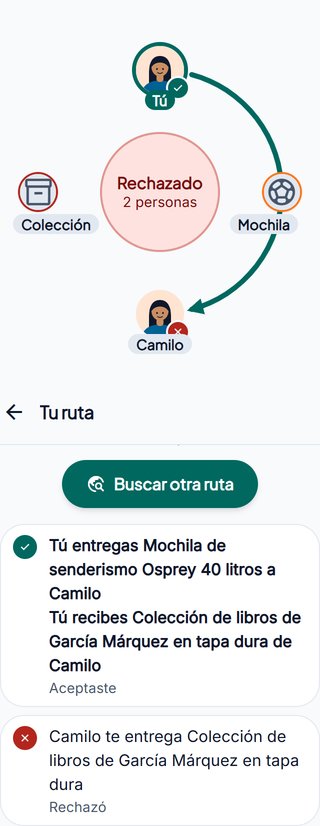 Tú
Rechazado
2 personas
Colección
Mochila
Camilo
Tu ruta
Buscar otra ruta
Tú entregas Mochila de
senderismo Osprey 40 litros a
Camilo
Tú recibes Colección de libros de
García Márquez en tapa dura de
Camilo
Aceptaste
Camilo te entrega Colección de
libros de García Márquez en tapa
dura
Rechazó